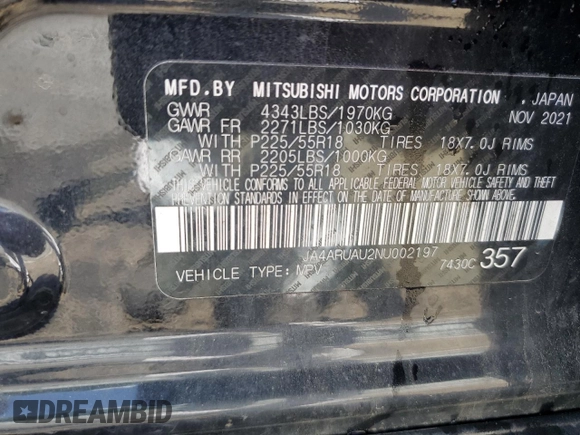 MFD.BY MITSUBISHI MOTORS CORPORATION . JAPAN
GWVR 4343LBS/1970KG NOV 2021
GAWR FR 2271LBS/1030KG
WITH P225/55R18 TIRES 18X7.0J RIMS
GAWR RR 2205LBS/1000KG
WITH P225/55R18 TIRES 18X7.0J RIMS
THIS VEHICLE CONFORMS TO ALL APPLICABLE FEDERAL MOTOR VEHICLE SAFETY AND THEFT
PREVENTION STANDARDS IN EFFECT ON THE DATE OF MANUFACTURE SHOWN ABOVE.
JA4ARUAU2NU002197
VEHICLE TYPE: MPV 7430C 357
DREAMBID